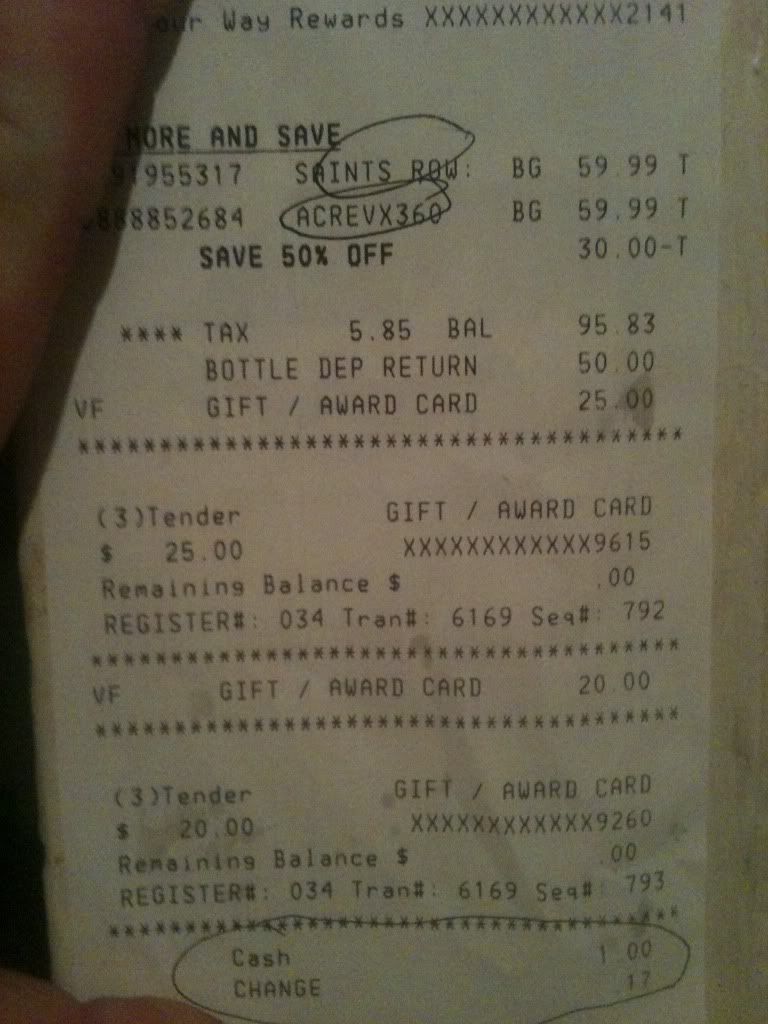 our Way Rewards XXXXXXXXXXXX2141
MORE AND SAVE
91955317 SAINTS ROW: BG 59.99 T
888852684 ACREVX360 BG 59.99 T
SAVE 50% OFF 30.00-T
**** TAX 5.85 BAL 95.83
BOTTLE DEP RETURN 50.00
VF GIFT / AWARD CARD 25.00
***************************************
(3)Tender GIFT / AWARD CARD
$ 25.00 XXXXXXXXXXXX9615
Remaining Balance $ .00
REGISTER#: 034 Tran#: 6169 Seq#: 792
***************************************
VF GIFT / AWARD CARD 20.00
***************************************
(3)Tender GIFT / AWARD CARD
$ 20.00 XXXXXXXXXXXX9260
Remaining Balance $ .00
REGISTER#: 034 Tran#: 6169 Seq#: 793
***************************************
Cash 1.00
CHANGE .17